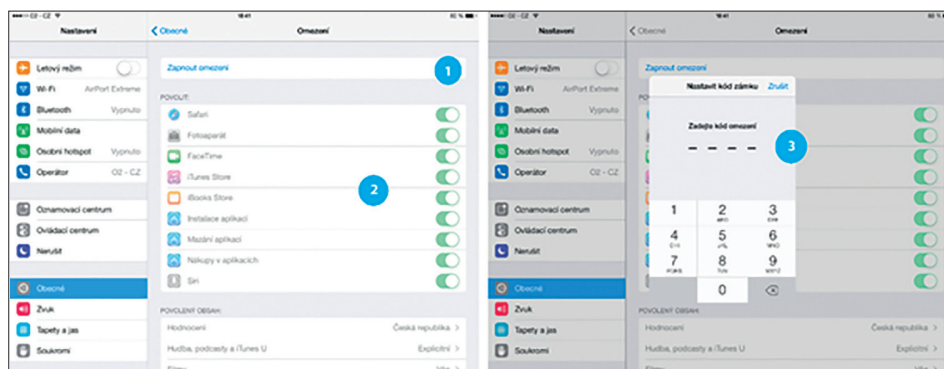 O2 - CZ 18:41 80 %
Nastavení < Obecné Omezení
Letový režim
Wi-Fi AirPort Extreme
Bluetooth Vypnuto
Mobilní data
Osobní hotspot Vypnuto
Operátor O2 - CZ
Oznamovací centrum
Ovládací centrum
Nerušit
Obecné
Zvuk
Tapety a jas
Soukromí
Zapnout omezení 1
POVOLIT:
Safari
Fotoaparát
FaceTime
iTunes Store
2
iBooks Store
Instalace aplikací
Mazání aplikací
Nákupy v aplikacích
Siri
POVOLENÝ OBSAH:
Hodnocení Česká republika >
Hudba, podcasty a iTunes U Explicitní >
Filmy Vše >
O2 - CZ 18:41
Nastavení < Obecné Omezení
Letový režim
Wi-Fi AirPort Extreme
Bluetooth Vypnuto
Mobilní data
Osobní hotspot Vypnuto
Operátor O2 - CZ
Oznamovací centrum
Ovládací centrum
Nerušit
Obecné
Zvuk
Tapety a jas
Soukromí
Zapnout omezení
Nastavit kód zámku Zrušit
Zadejte kód omezení
3
1 2 3
ABC DEF
4 5 6
GHI JKL MNO
7 8 9
PQRS TUV WXYZ
0
POVOLENÝ OBSAH:
Hodnocení Česká republika >
Hudba, podcasty a iTunes U Explicitní >